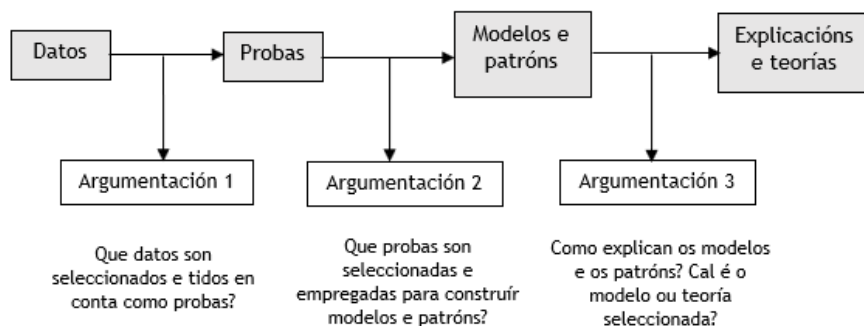 Datos
Probas
Modelos e
patróns
Explicacións
e teorías
Argumentación 1
Argumentación 2
Argumentación 3
Que datos son
seleccionados e tidos en
conta como probas?
Que probas son
seleccionadas e
empregadas para construír
modelos e patróns?
Como explican os modelos
e os patróns? Cal é o
modelo ou teoría
seleccionada?